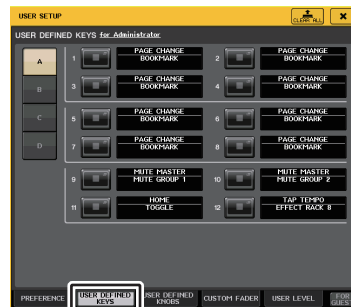 USER SETUP
CLEAR ALL
USER DEFINED KEYS for Administrator
A
B
C
D
1 PAGE CHANGE BOOKMARK
2 PAGE CHANGE BOOKMARK
3 PAGE CHANGE BOOKMARK
4 PAGE CHANGE BOOKMARK
5 PAGE CHANGE BOOKMARK
6 PAGE CHANGE BOOKMARK
7 PAGE CHANGE BOOKMARK
8 PAGE CHANGE BOOKMARK
9 MUTE MASTER MUTE GROUP 1
10 MUTE MASTER MUTE GROUP 2
11 HOME TOGGLE
12 TAP TEMPO EFFECT RACK 8
PREFERENCE
USER DEFINED KEYS
USER DEFINED KNOBS
CUSTOM FADER
USER LEVEL
FOR